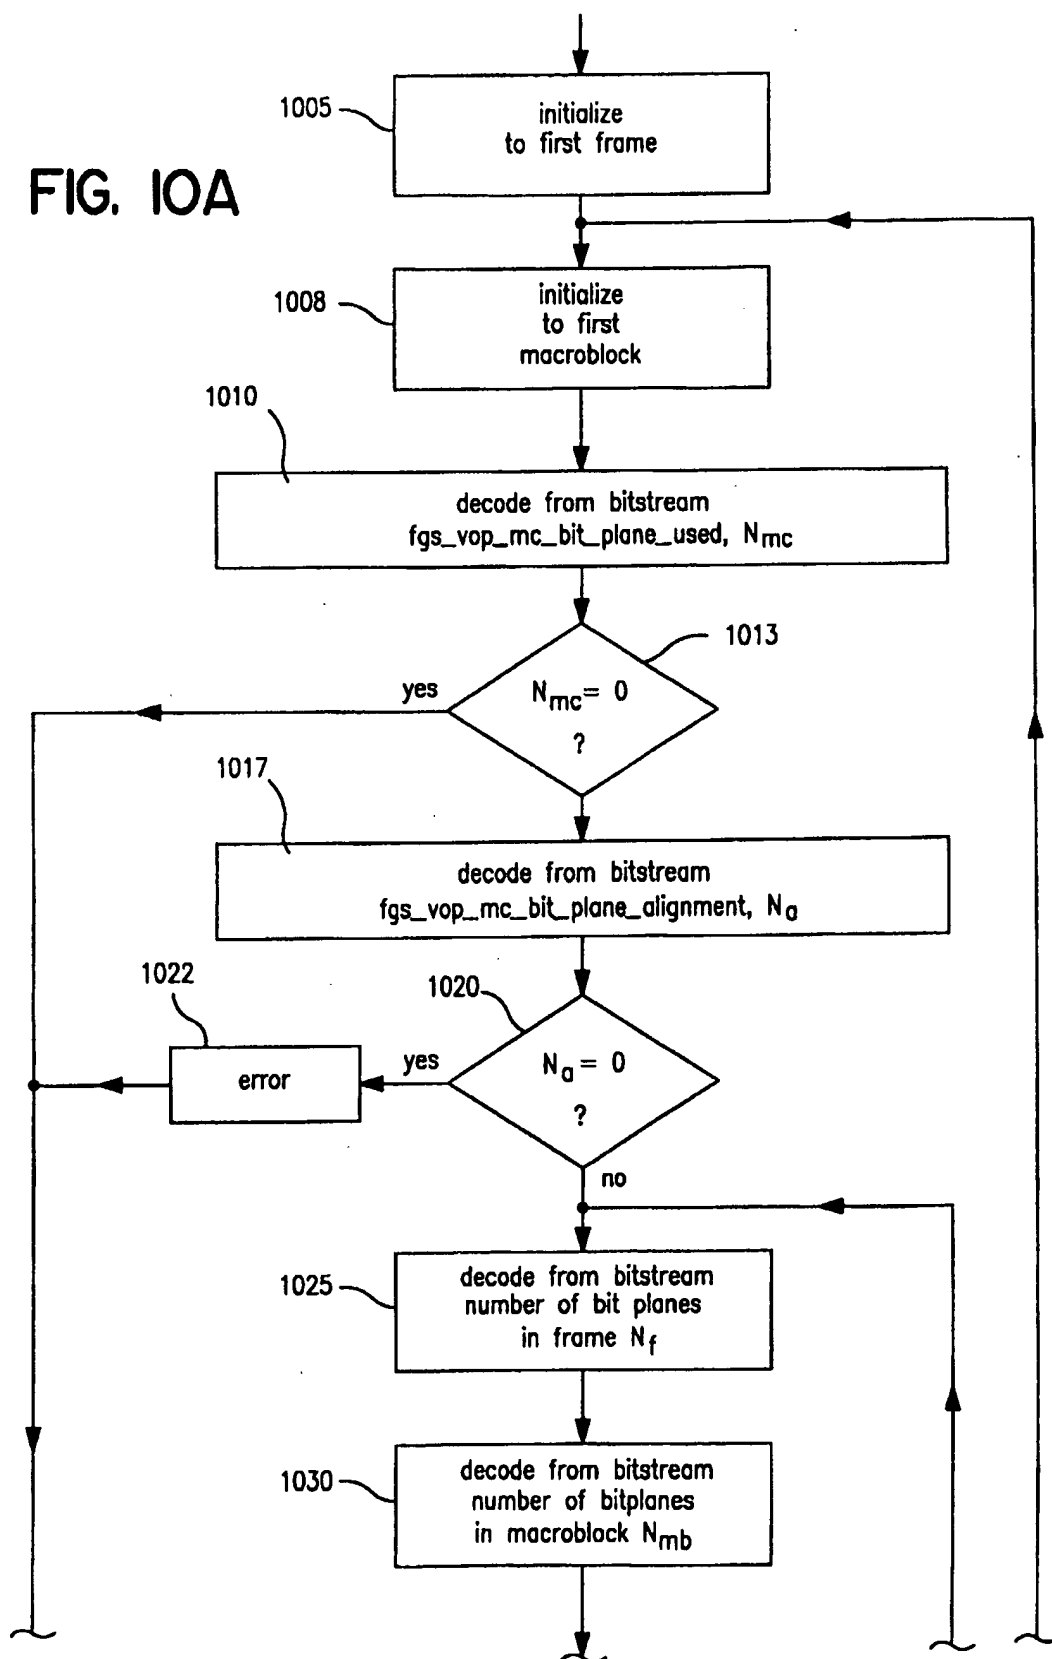 FIG. 10A
1005
initialize
to first frame
1008
initialize
to first
macroblock
1010
decode from bitstream
fgs_vop_mc_bit_plane_used, Nmc
1013
yes
Nmc = 0
?
1017
decode from bitstream
fgs_vop_mc_bit_plane_alignment, Na
1022
1020
error
yes
Na = 0
?
no
1025
decode from bitstream
number of bit planes
in frame Nf
1030
decode from bitstream
number of bitplanes
in macroblock Nmb